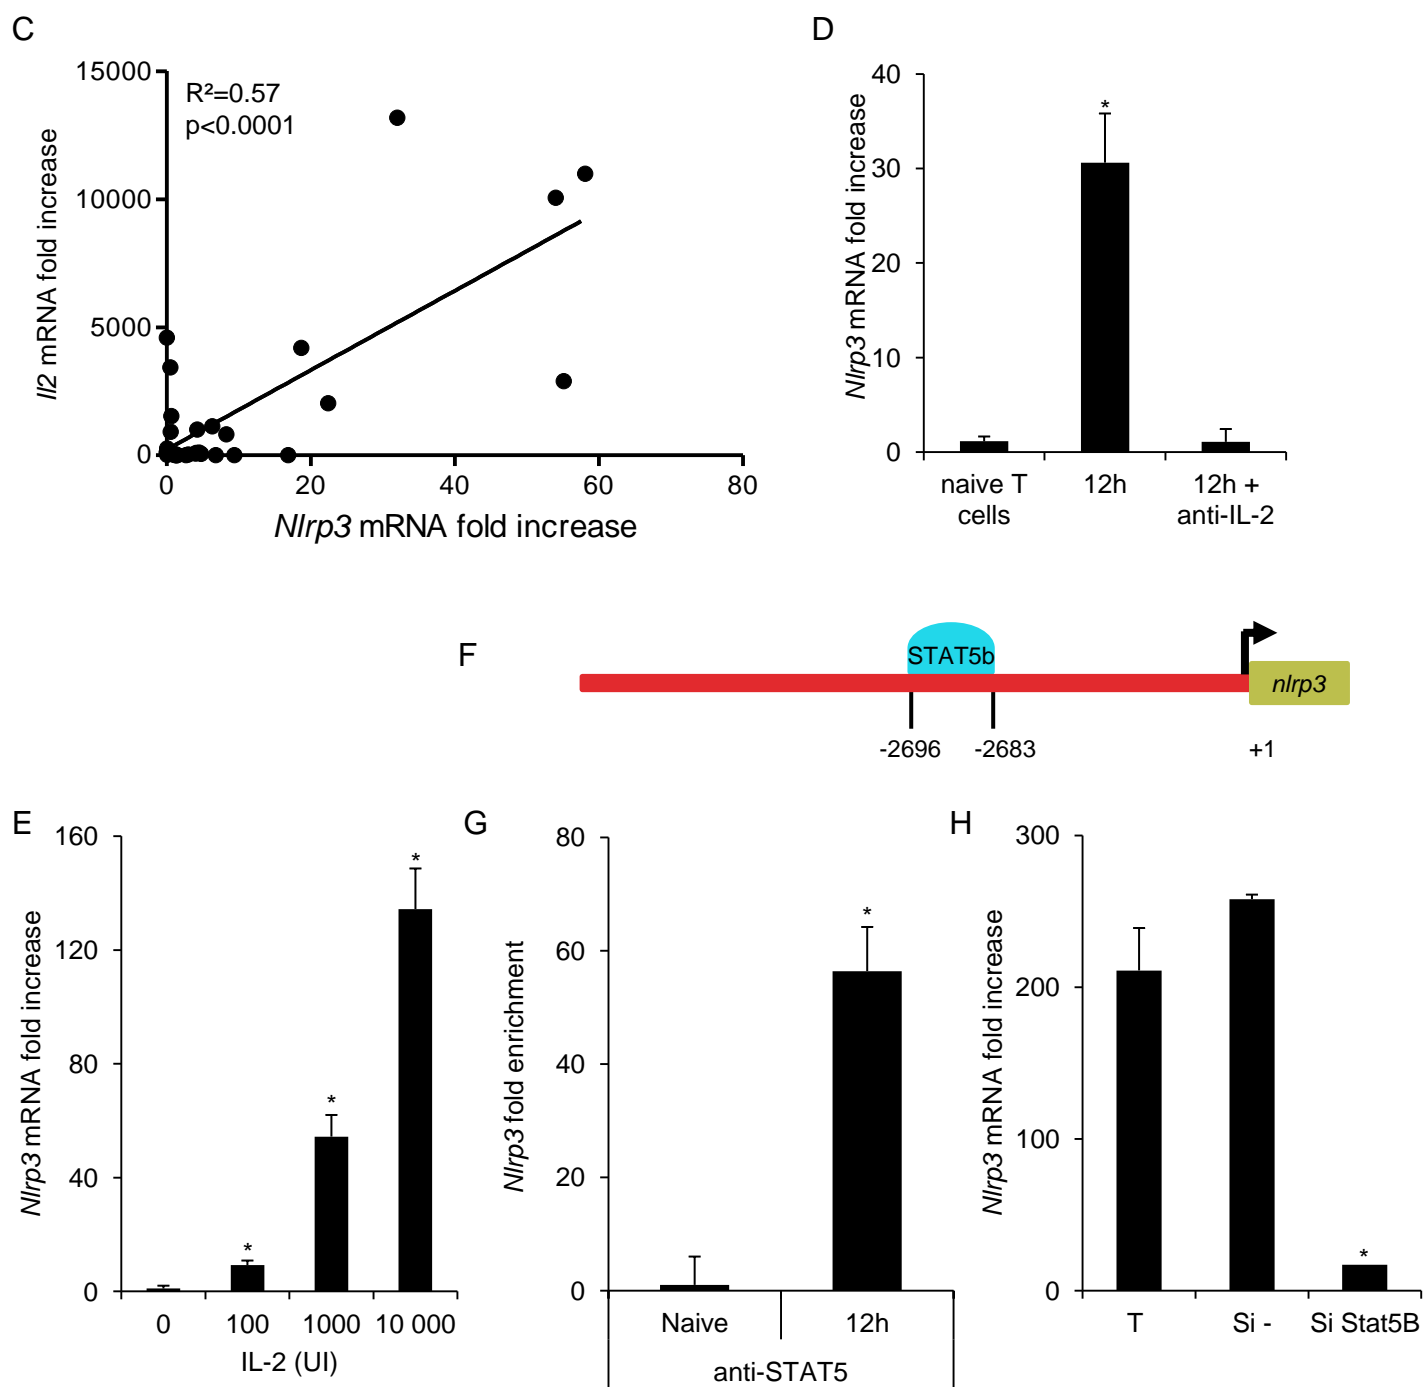 C
15000
10000
5000
0
R²=0.57
p<0.0001
Il2 mRNA fold increase
0 20 40 60 80
Nlrp3 mRNA fold increase
D
40
30
20
10
0
Nlrp3 mRNA fold increase
*
naive T cells
12h
12h + anti-IL-2
F
STAT5b
nlrp3
-2696 -2683 +1
E
160
120
80
40
0
Nlrp3 mRNA fold increase
* * *
0 100 1000 10 000
IL-2 (UI)
G
80
60
40
20
0
Nlrp3 fold enrichment
*
Naive 12h
anti-STAT5
H
300
200
100
0
Nlrp3 mRNA fold increase
*
T Si - Si Stat5B